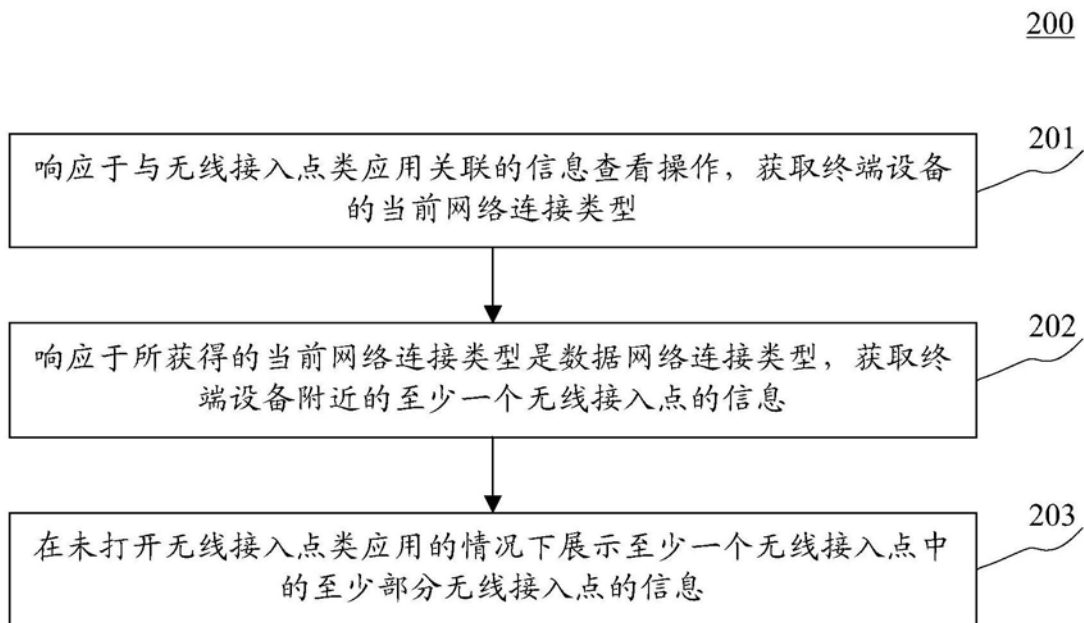 200
201
响应于与无线接入点类应用关联的信息查看操作，获取终端设备
的当前网络连接类型
202
响应于所获得的当前网络连接类型是数据网络连接类型，获取终
端设备附近的至少一个无线接入点的信息
203
在未打开无线接入点类应用的情况下展示至少一个无线接入点中
的至少部分无线接入点的信息